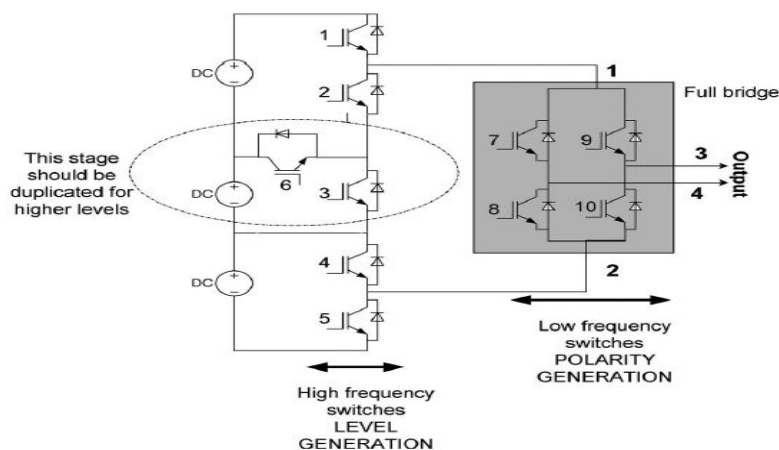 1
DC
+
−
2
1
Full bridge
7
9
3
Output
4
6
This stage
should be
duplicated for
higher levels
DC
+
−
3
8
10
2
4
DC
+
−
5
Low frequency
switches
POLARITY
GENERATION
High frequency
switches
LEVEL
GENERATION